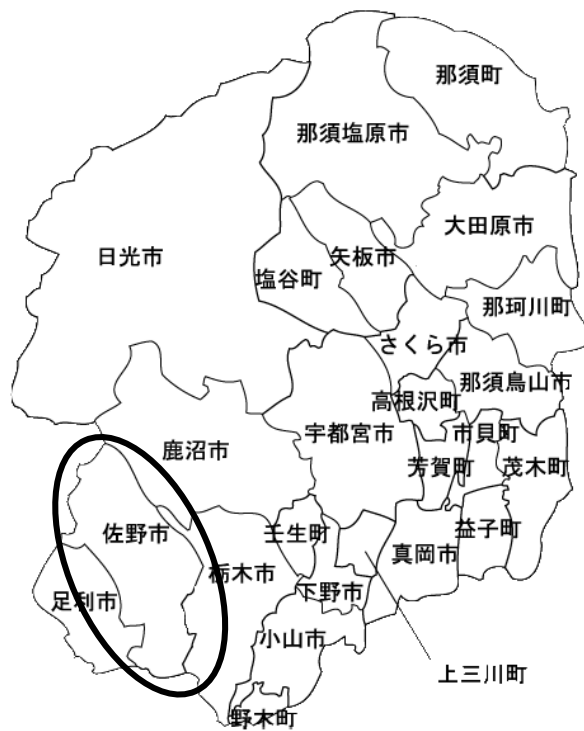 那須町
那須塩原市
大田原市
日光市
矢板市
塩谷町
那珂川町
さくら市
那須烏山市
高根沢町
宇都宮市
市貝町
鹿沼市
芳賀町
茂木町
佐野市
壬生町
益子町
真岡市
栃木市
下野市
足利市
小山市
上三川町
野木町